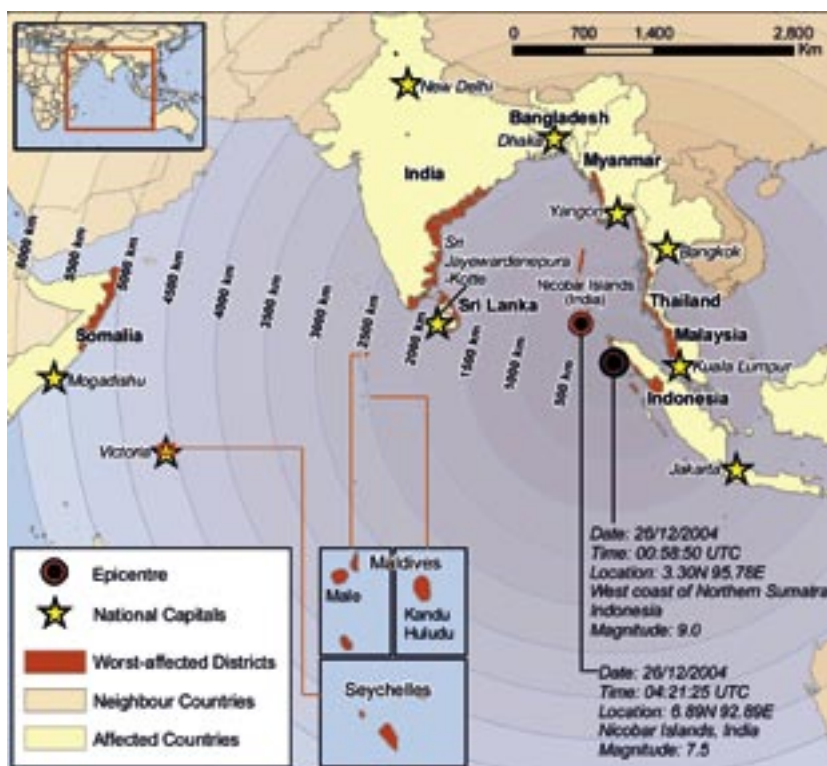 0 700 1,400 2,800
Km
New Delhi
Bangladesh
Dhaka
Myanmar
India
Yangon
Bangkok
6000 km
5500 km
5000 km
4500 km
4000 km
3500 km
3000 km
2500 km
2000 km
1500 km
1000 km
500 km
Sri
Jayewardenepura
-Kotte
Sri Lanka
Nicobar Islands
(India)
Thailand
Malaysia
Kuala Lumpur
Indonesia
Somalia
Mogadishu
Victoria
Jakarta
Date: 26/12/2004
Time: 00:58:50 UTC
Location: 3.30N 95.78E
West coast of Northern Sumatra
Indonesia
Magnitude: 9.0
Date: 26/12/2004
Time: 04:21:25 UTC
Location: 6.89N 92.89E
Nicobar Islands, India
Magnitude: 7.5
Maldives
Male
Kandu
Huludu
Seychelles
Epicentre
National Capitals
Worst-affected Districts
Neighbour Countries
Affected Countries